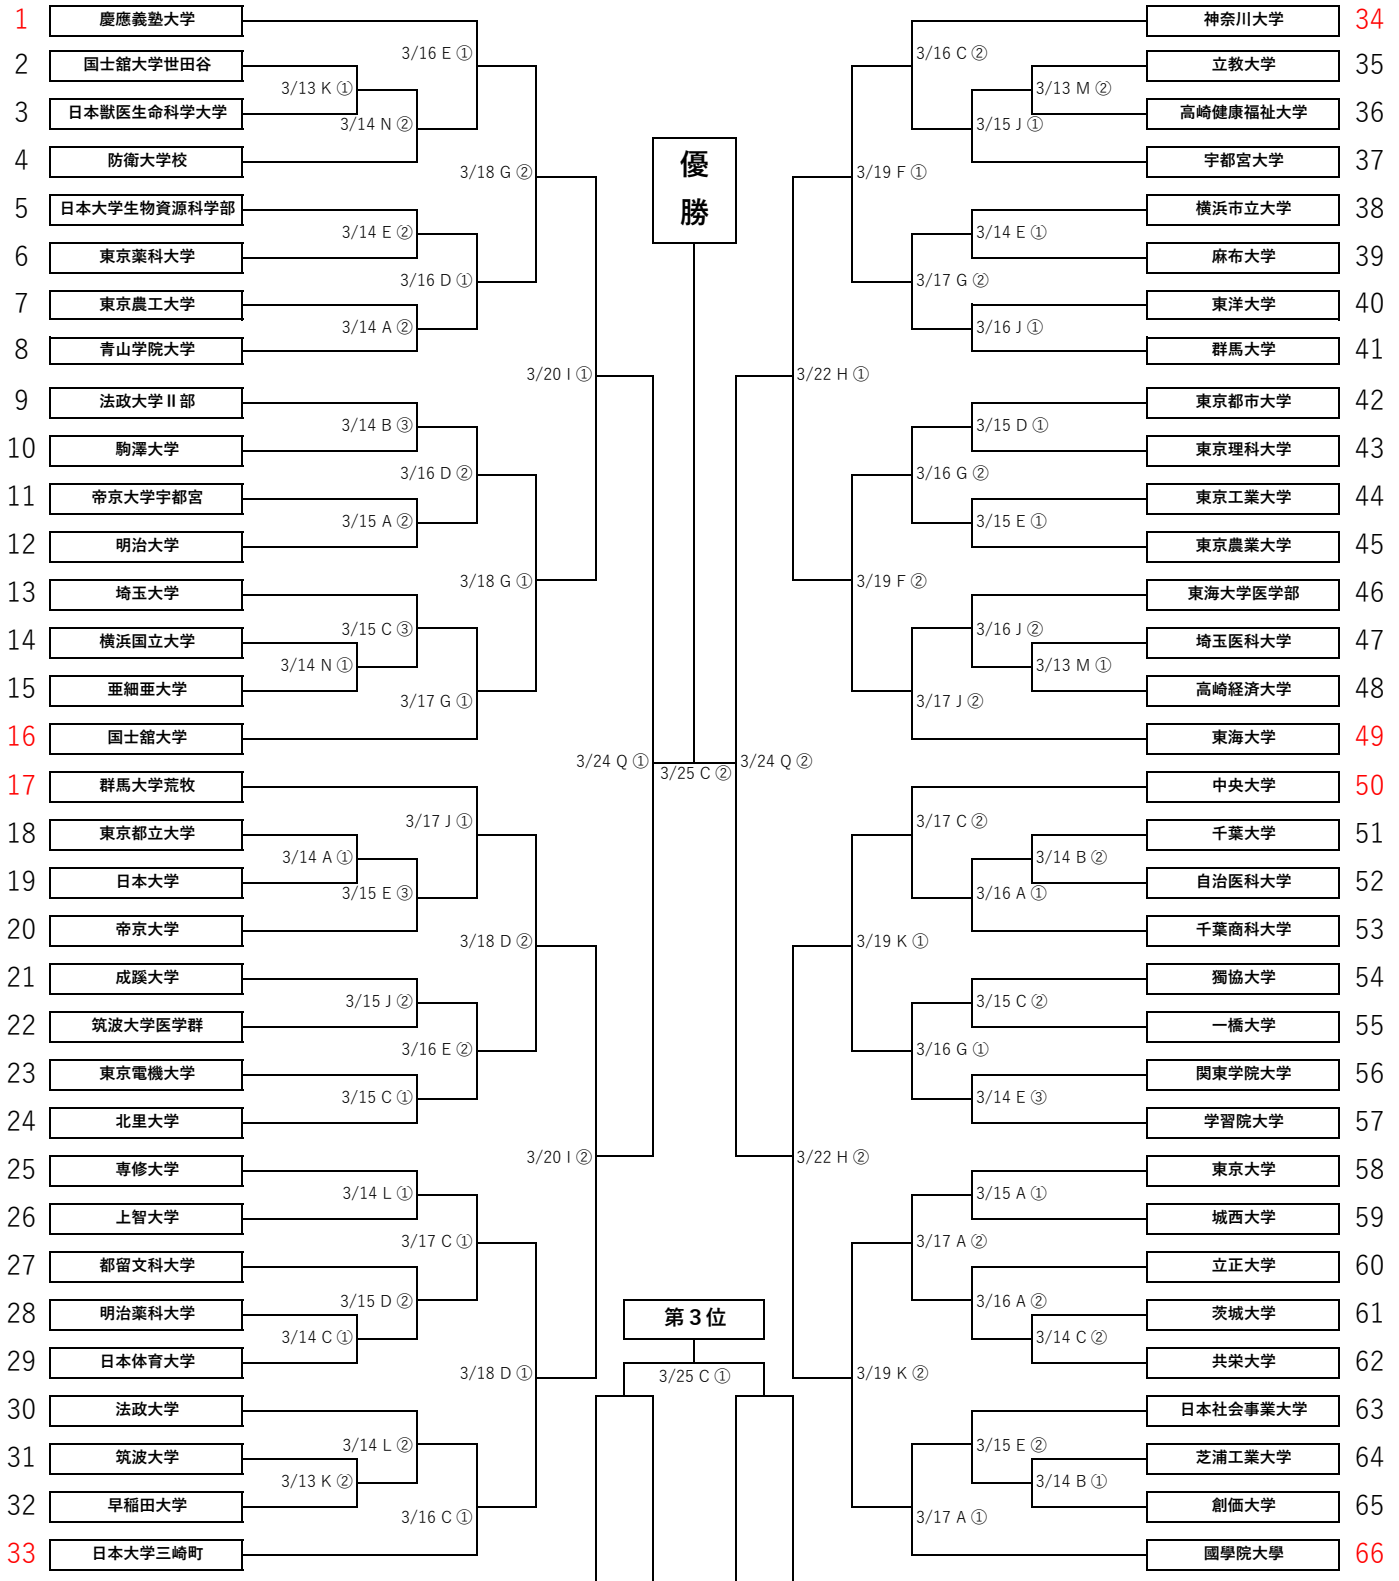 1 慶應義塾大学
2 国士舘大学世田谷
3 日本獣医生命科学大学
4 防衛大学校
5 日本大学生物資源科学部
6 東京薬科大学
7 東京農工大学
8 青山学院大学
9 法政大学Ⅱ部
10 駒澤大学
11 帝京大学宇都宮
12 明治大学
13 埼玉大学
14 横浜国立大学
15 亜細亜大学
16 国士舘大学
17 群馬大学荒牧
18 東京都立大学
19 日本大学
20 帝京大学
21 成蹊大学
22 筑波大学医学群
23 東京電機大学
24 北里大学
25 専修大学
26 上智大学
27 都留文科大学
28 明治薬科大学
29 日本体育大学
30 法政大学
31 筑波大学
32 早稲田大学
33 日本大学三崎町
3/16 E ①
3/13 K ①
3/14 N ②
3/18 G ②
3/14 E ②
3/16 D ①
3/14 A ②
3/20 I ①
3/14 B ③
3/16 D ②
3/15 A ②
3/18 G ①
3/15 C ③
3/14 N ①
3/17 G ①
3/24 Q ①
3/17 J ①
3/14 A ①
3/15 E ③
3/18 D ②
3/15 J ②
3/16 E ②
3/15 C ①
3/20 I ②
3/14 L ①
3/17 C ①
3/15 D ②
3/14 C ①
3/18 D ①
3/14 L ②
3/13 K ②
3/16 C ①
優
勝
3/25 C ②
第３位
3/25 C ①
3/16 C ②
3/13 M ②
3/15 J ①
3/19 F ①
3/14 E ①
3/17 G ②
3/16 J ①
3/22 H ①
3/15 D ①
3/16 G ②
3/15 E ①
3/19 F ②
3/16 J ②
3/13 M ①
3/17 J ②
3/24 Q ②
3/17 C ②
3/14 B ②
3/16 A ①
3/19 K ①
3/15 C ②
3/16 G ①
3/14 E ③
3/22 H ②
3/15 A ①
3/17 A ②
3/16 A ②
3/14 C ②
3/19 K ②
3/15 E ②
3/14 B ①
3/17 A ①
神奈川大学 34
立教大学 35
高崎健康福祉大学 36
宇都宮大学 37
横浜市立大学 38
麻布大学 39
東洋大学 40
群馬大学 41
東京都市大学 42
東京理科大学 43
東京工業大学 44
東京農業大学 45
東海大学医学部 46
埼玉医科大学 47
高崎経済大学 48
東海大学 49
中央大学 50
千葉大学 51
自治医科大学 52
千葉商科大学 53
獨協大学 54
一橋大学 55
関東学院大学 56
学習院大学 57
東京大学 58
城西大学 59
立正大学 60
茨城大学 61
共栄大学 62
日本社会事業大学 63
芝浦工業大学 64
創価大学 65
國學院大學 66